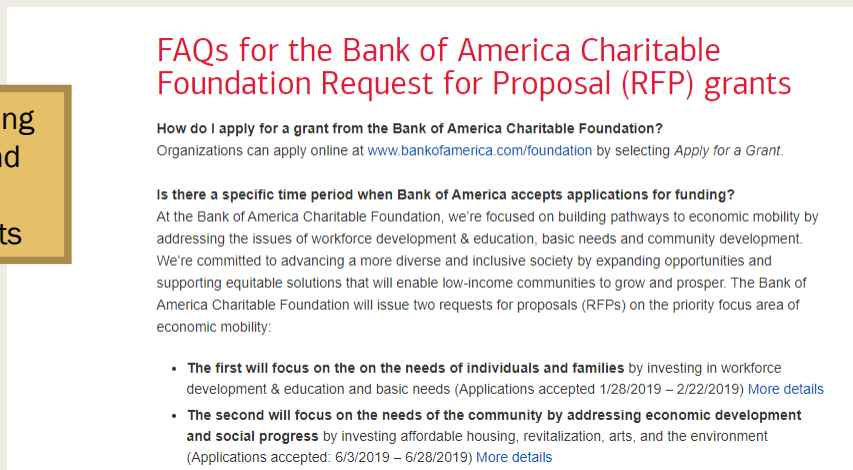 FAQs for the Bank of America Charitable
Foundation Request for Proposal (RFP) grants
ng
nd
ts
How do I apply for a grant from the Bank of America Charitable Foundation?
Organizations can apply online at www.bankofamerica.com/foundation by selecting Apply for a Grant.
Is there a specific time period when Bank of America accepts applications for funding?
At the Bank of America Charitable Foundation, we're focused on building pathways to economic mobility by
addressing the issues of workforce development & education, basic needs and community development.
We're committed to advancing a more diverse and inclusive society by expanding opportunities and
supporting equitable solutions that will enable low-income communities to grow and prosper. The Bank of
America Charitable Foundation will issue two requests for proposals (RFPs) on the priority focus area of
economic mobility:
• The first will focus on the on the needs of individuals and families by investing in workforce
development & education and basic needs (Applications accepted 1/28/2019 – 2/22/2019) More details
• The second will focus on the needs of the community by addressing economic development
and social progress by investing affordable housing, revitalization, arts, and the environment
(Applications accepted: 6/3/2019 – 6/28/2019) More details